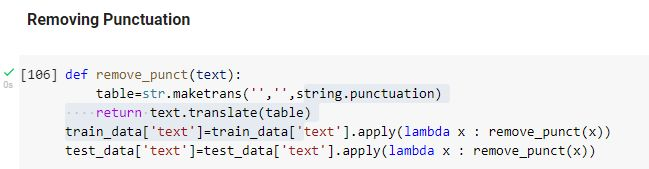 Removing Punctuation
0s
[106] def remove_punct(text):
    table=str.maketrans('','',string.punctuation)
    return text.translate(table)
train_data['text']=train_data['text'].apply(lambda x : remove_punct(x))
test_data['text']=test_data['text'].apply(lambda x : remove_punct(x))